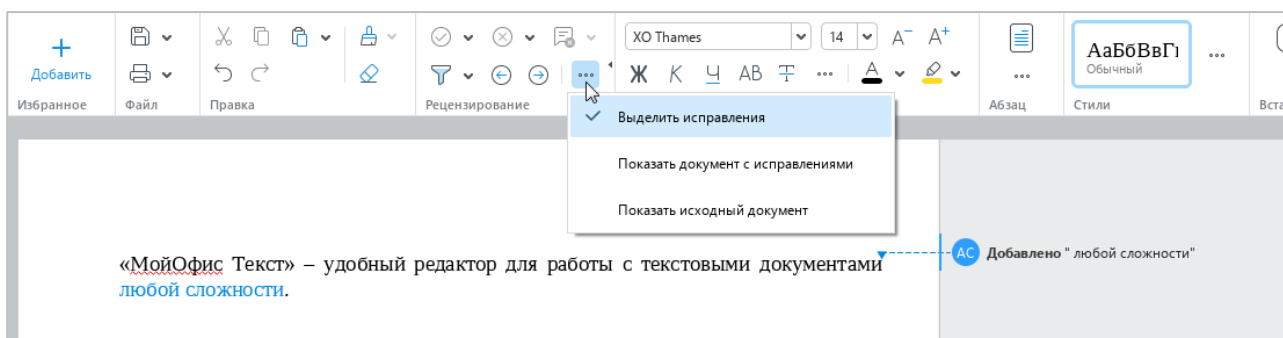 XO Thames 14 A⁻ A⁺
АаБбВвГг
Обычный
Добавить
Ж К Ч АВ Т А
Избранное Файл Правка Рецензирование Абзац Стили Вста
Выделить исправления
Показать документ с исправлениями
Показать исходный документ
АС Добавлено " любой сложности"
«МойОфис Текст» – удобный редактор для работы с текстовыми документами
любой сложности.